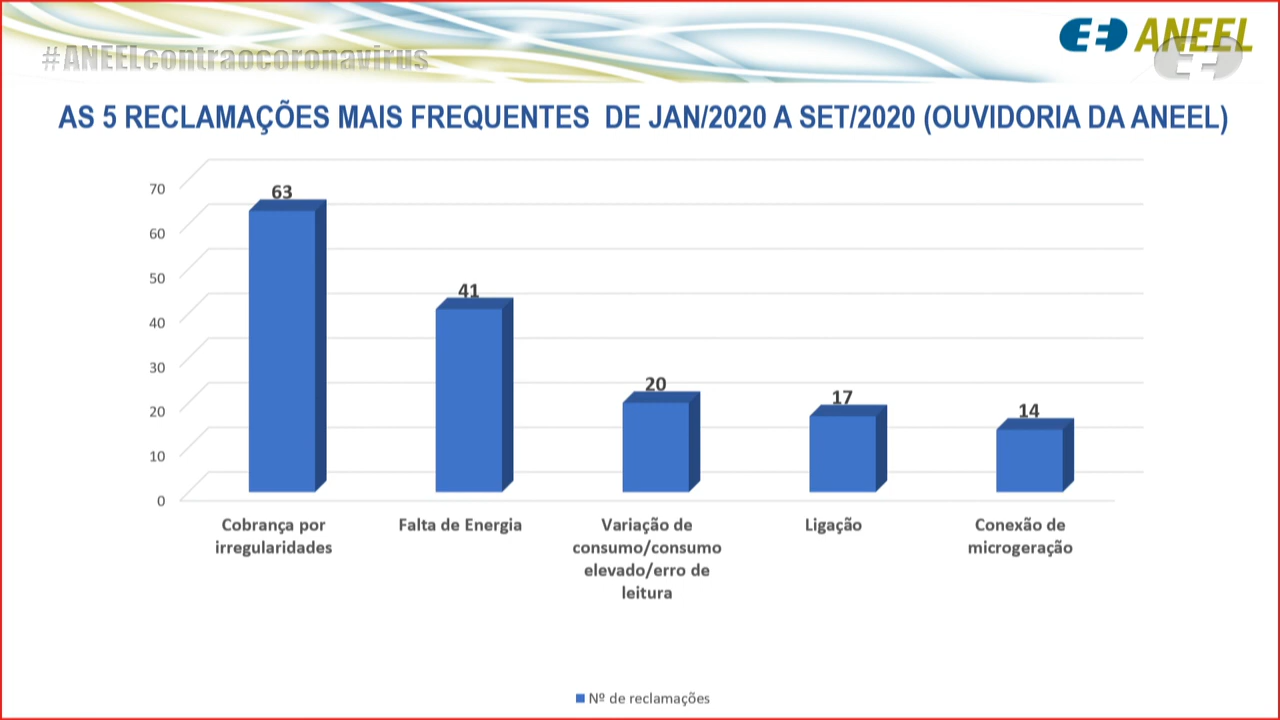 #ANEELcontraocoronavirus
ANEEL
AS 5 RECLAMAÇÕES MAIS FREQUENTES DE JAN/2020 A SET/2020 (OUVIDORIA DA ANEEL)
70
60
50
40
30
20
10
0
63
41
20
17
14
Cobrança por
irregularidades
Falta de Energia
Variação de
consumo/consumo
elevado/erro de
leitura
Ligação
Conexão de
microgeração
Nº de reclamações